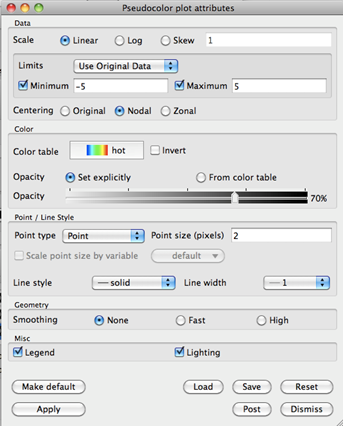 Pseudocolor plot attributes
Data
Scale Linear Log Skew 1
Limits Use Original Data
Minimum -5 Maximum 5
Centering Original Nodal Zonal
Color
Color table hot Invert
Opacity Set explicitly From color table
Opacity 70%
Point / Line Style
Point type Point Point size (pixels) 2
Scale point size by variable default
Line style solid Line width 1
Geometry
Smoothing None Fast High
Misc
Legend Lighting
Make default Load Save Reset
Apply Post Dismiss